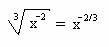 ∛(x⁻²) = x⁻²ᐟ³